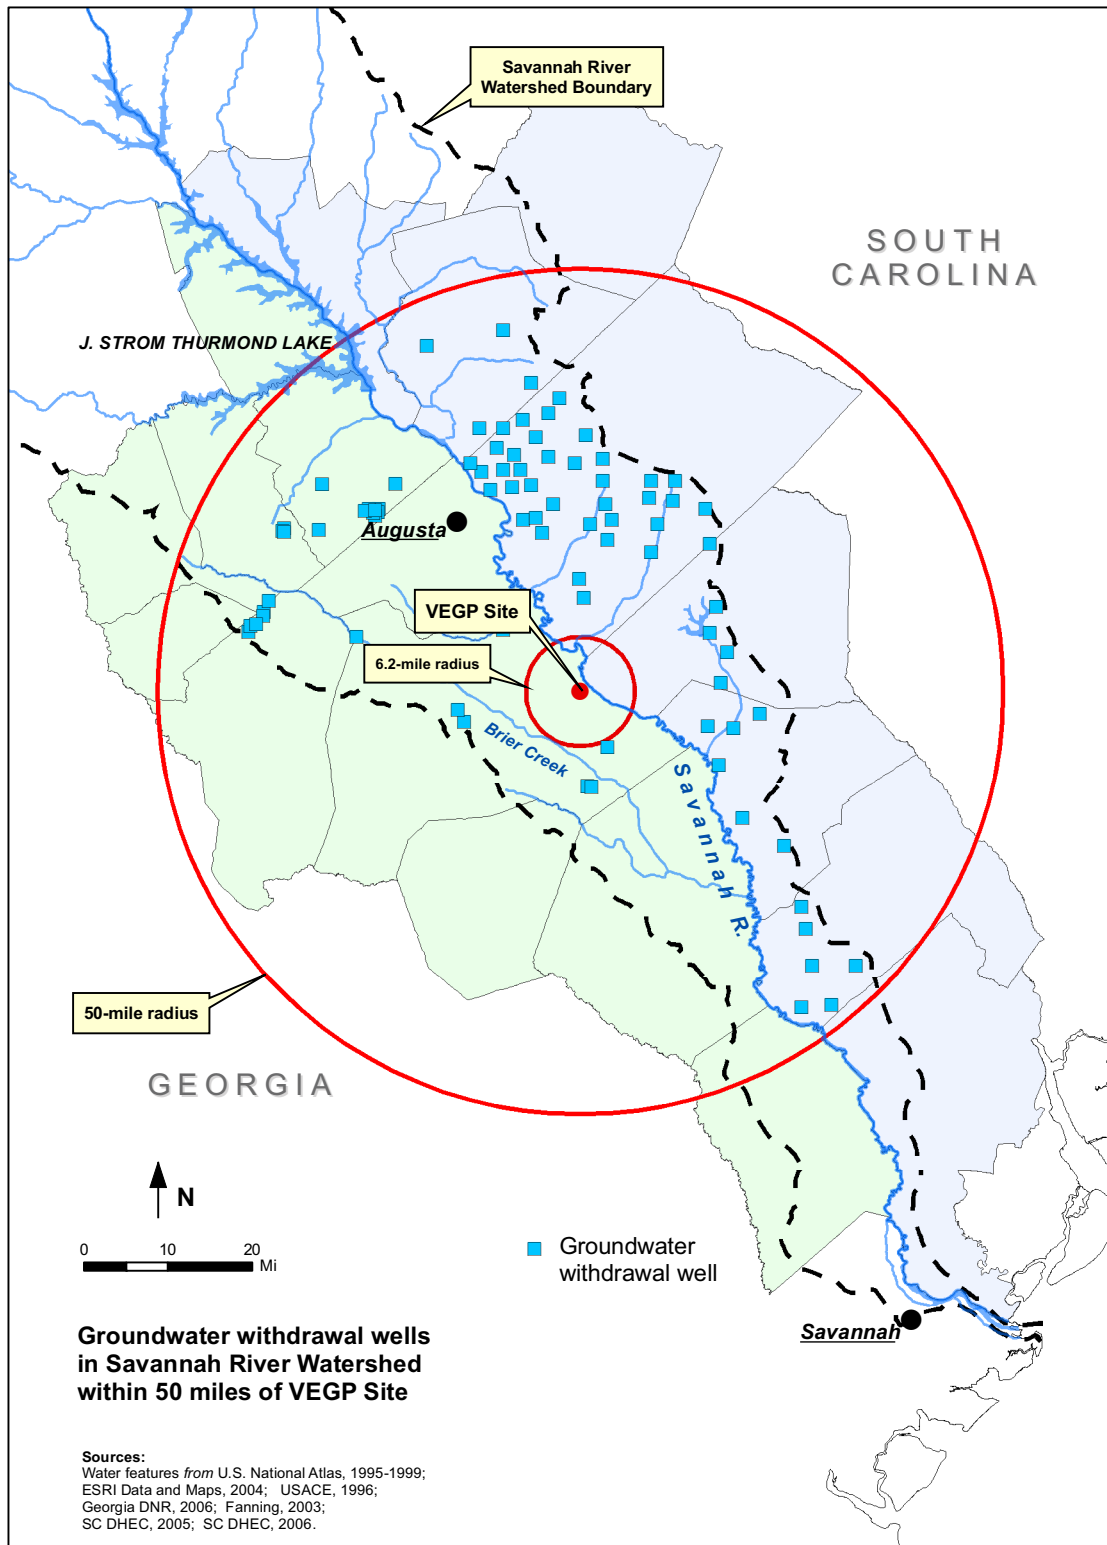 Savannah River
Watershed Boundary
SOUTH
CAROLINA
J. STROM THURMOND LAKE
Augusta
VEGP Site
6.2-mile radius
Brier Creek
Savannah R.
50-mile radius
GEORGIA
N
0 10 20
Mi
Groundwater
withdrawal well
Savannah
Groundwater withdrawal wells
in Savannah River Watershed
within 50 miles of VEGP Site
Sources:
Water features from U.S. National Atlas, 1995-1999;
ESRI Data and Maps, 2004; USACE, 1996;
Georgia DNR, 2006; Fanning, 2003;
SC DHEC, 2005; SC DHEC, 2006.